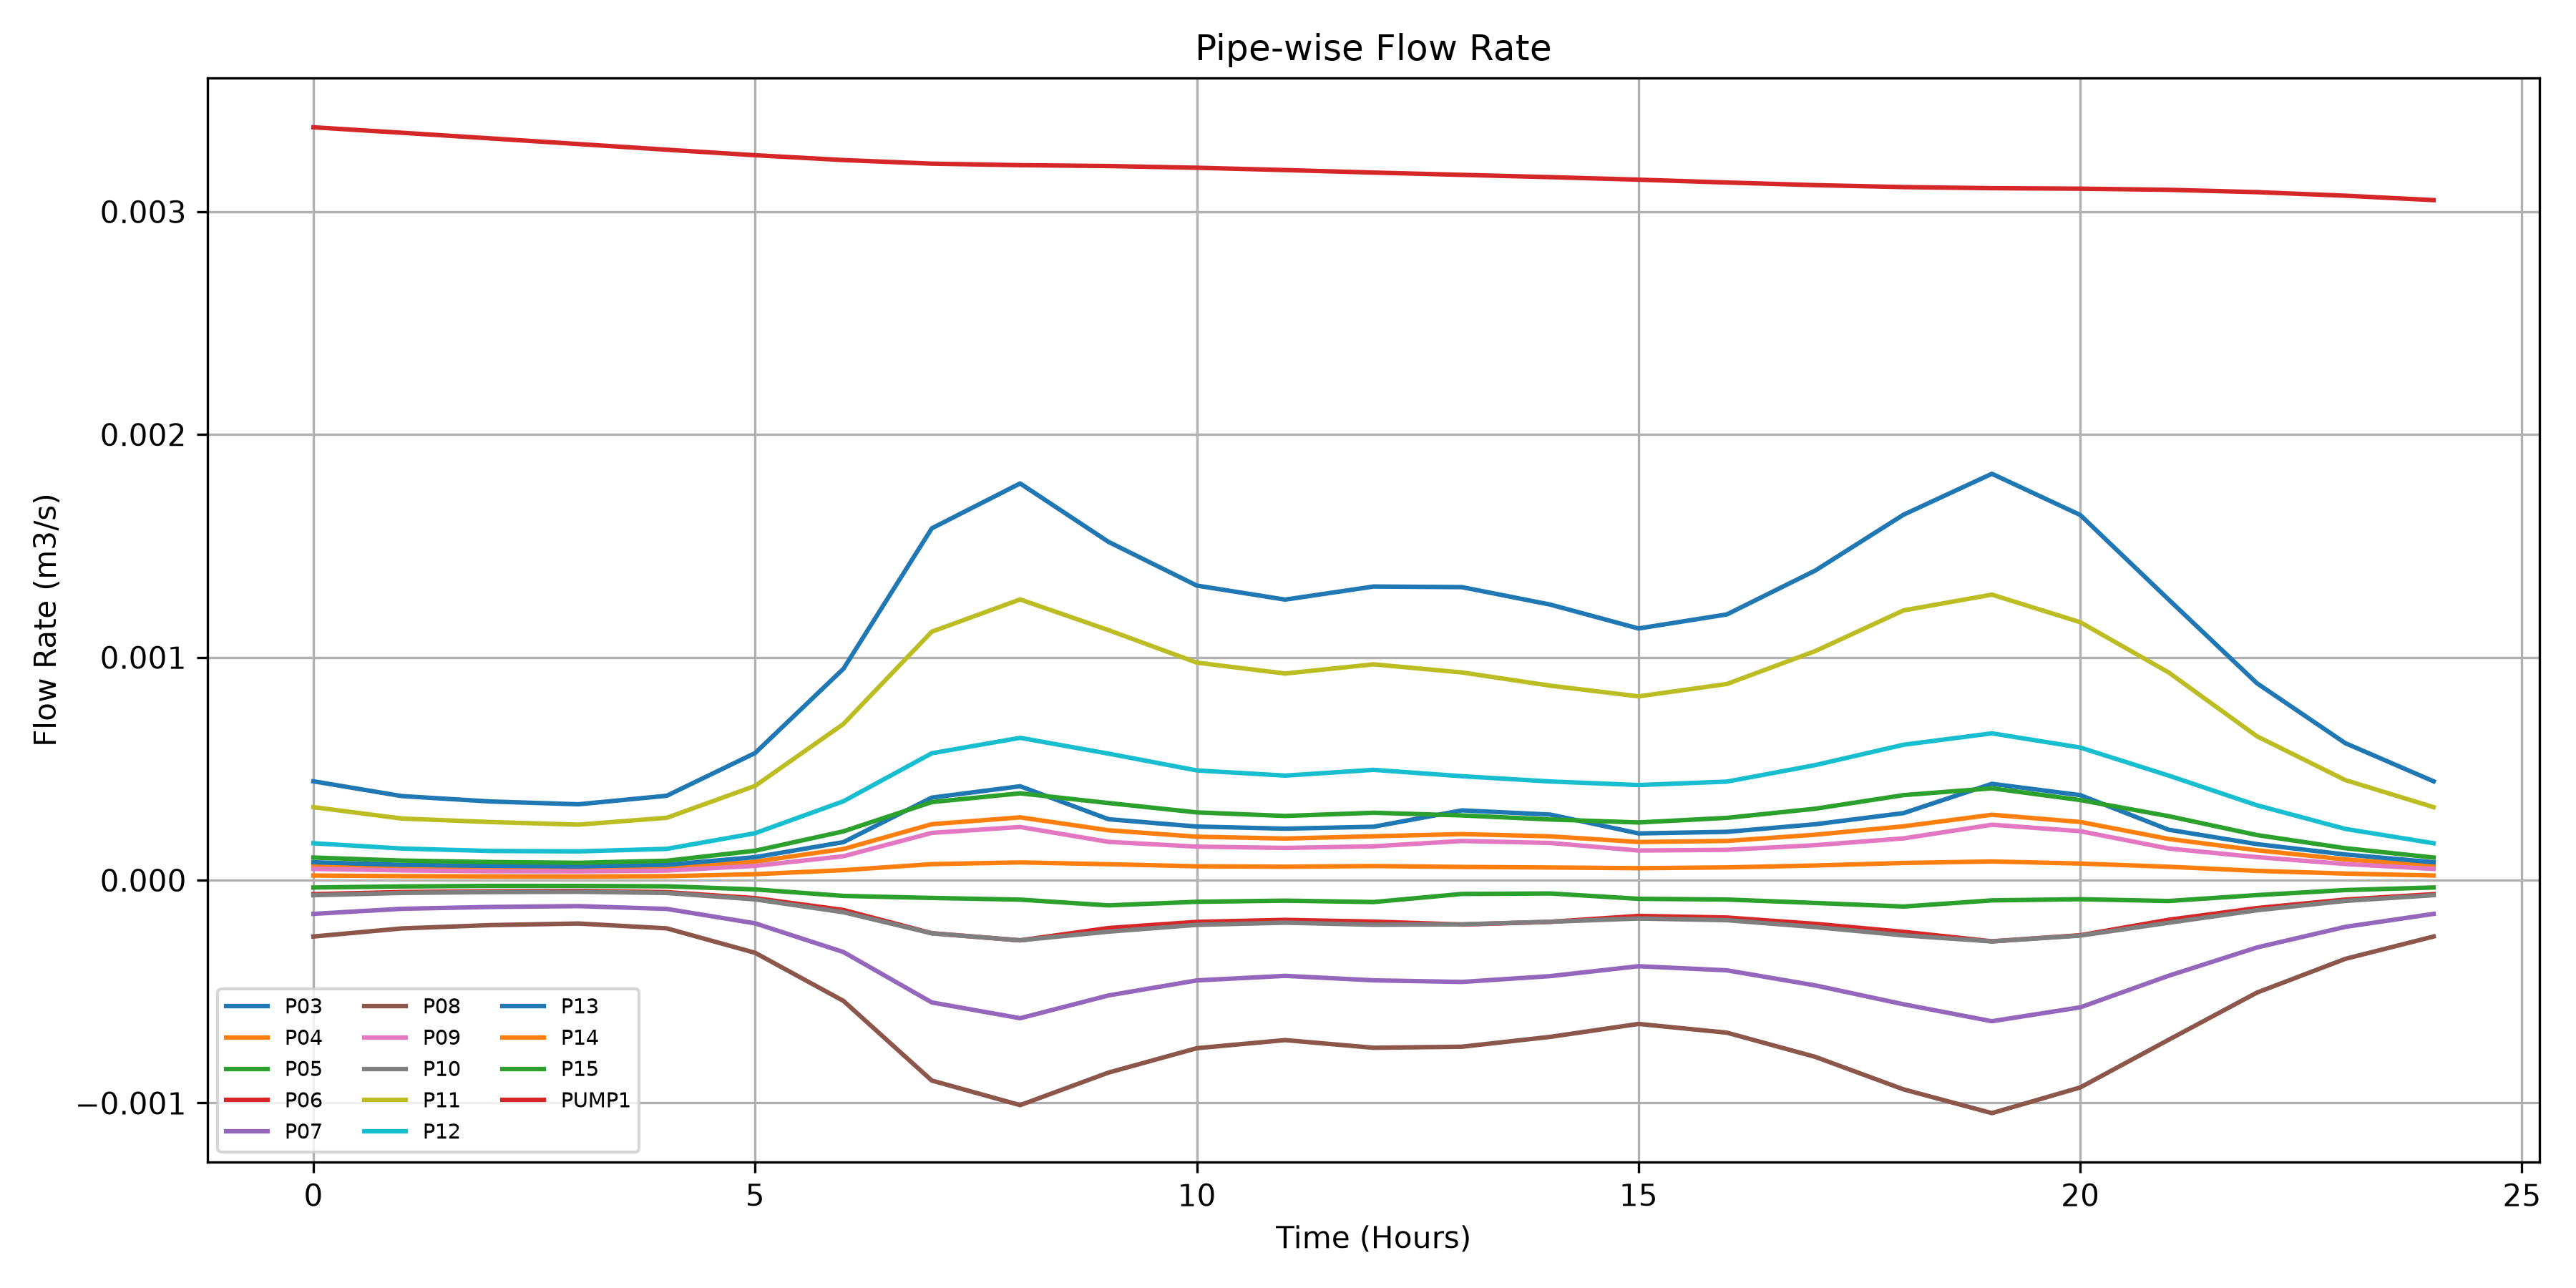 Pipe-wise Flow Rate
Flow Rate (m3/s)
0.003
0.002
0.001
0.000
−0.001
P03 P08 P13
P04 P09 P14
P05 P10 P15
P06 P11 PUMP1
P07 P12
0 5 10 15 20 25
Time (Hours)